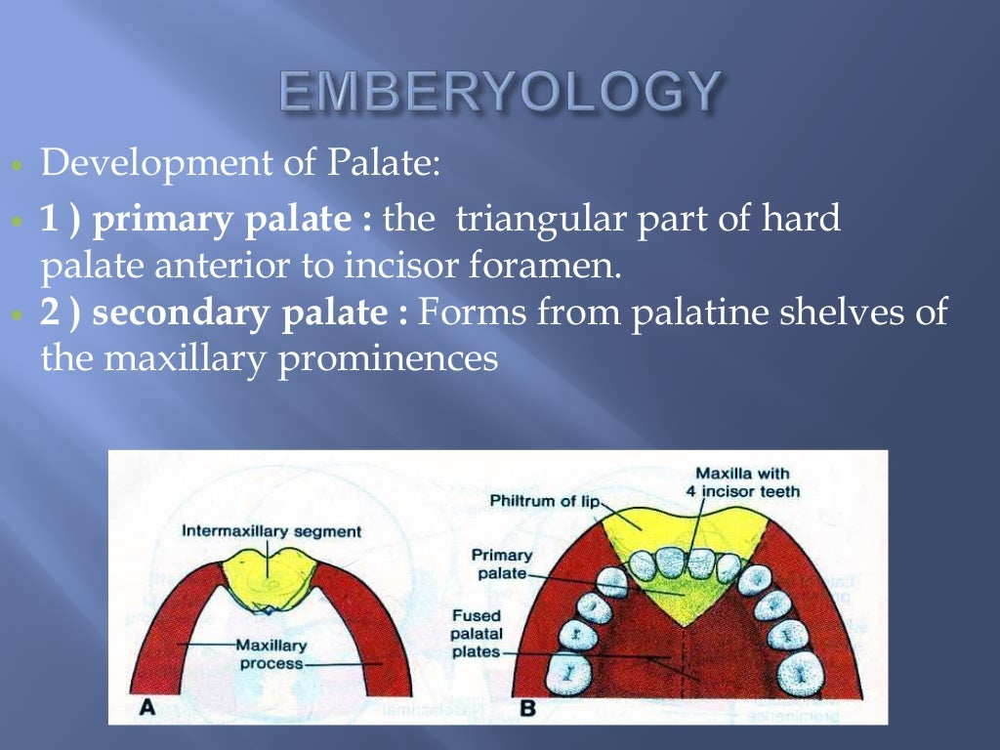 EMBERYOLOGY
• Development of Palate:
• 1 ) primary palate : the triangular part of hard
palate anterior to incisor foramen.
• 2 ) secondary palate : Forms from palatine shelves of
the maxillary prominences
Intermaxillary segment
Maxillary
process
A
Maxilla with
4 incisor teeth
Philtrum of lip
Primary
palate
Fused
palatal
plates
B